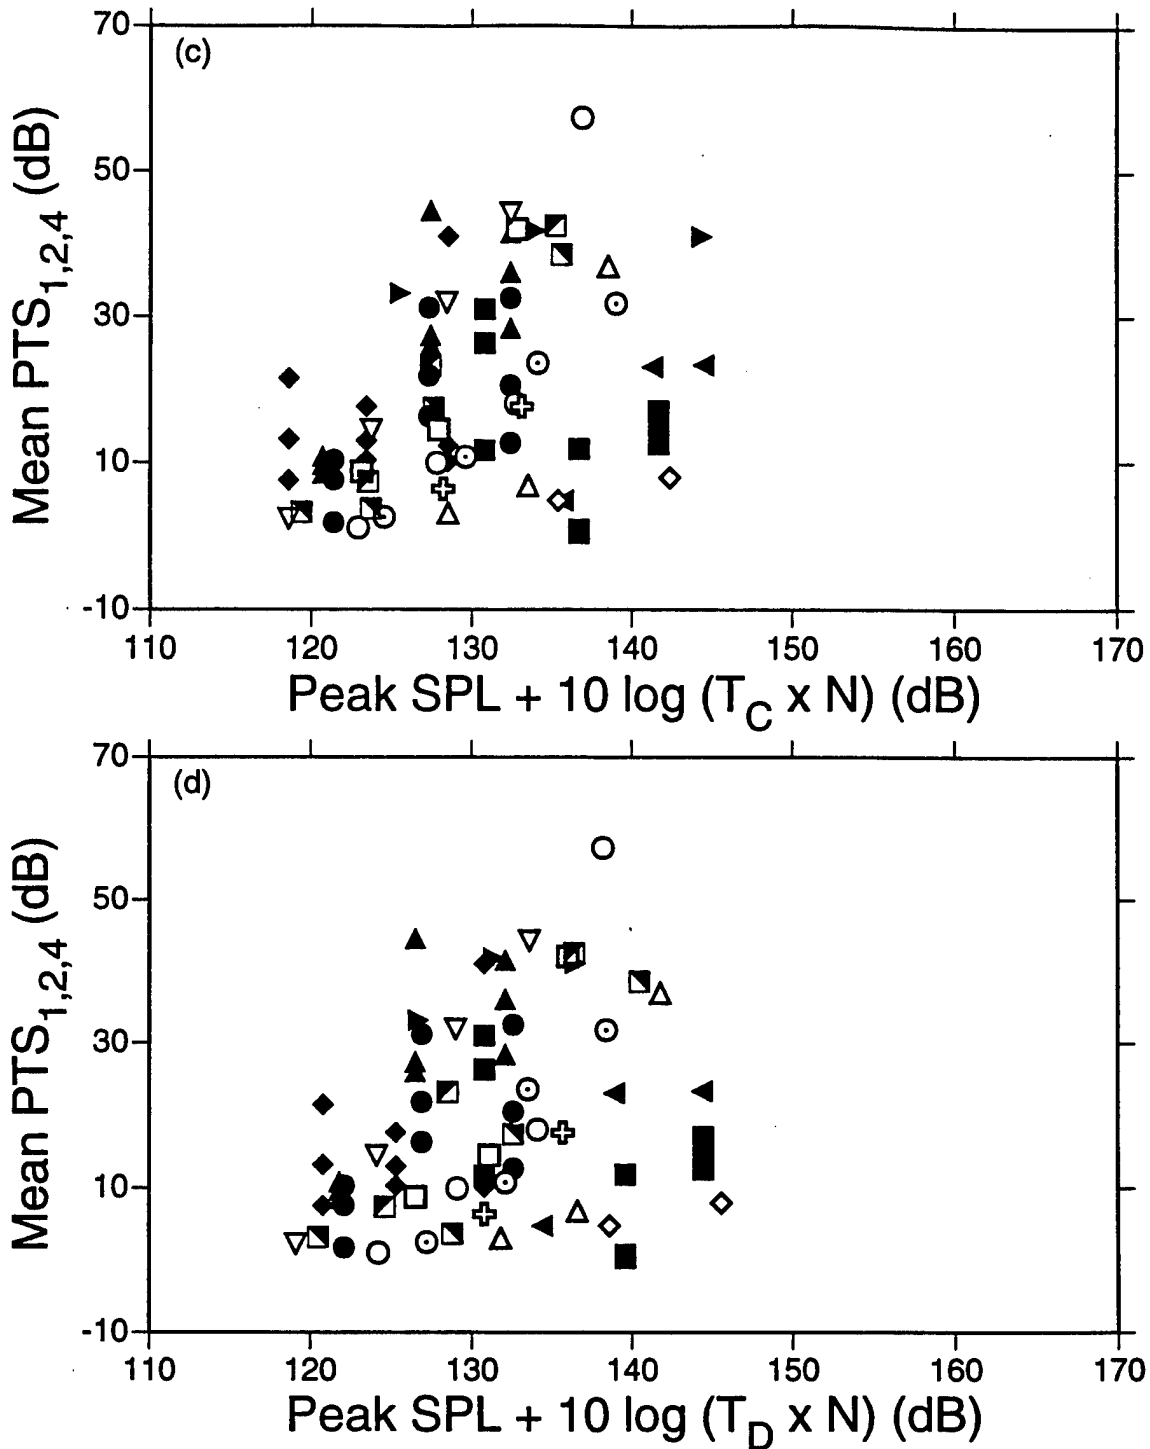 70
(c)
50
30
10
-10
Mean PTS1,2,4 (dB)
110 120 130 140 150 160 170
Peak SPL + 10 log (TC x N) (dB)
70
(d)
50
30
10
-10
Mean PTS1,2,4 (dB)
110 120 130 140 150 160 170
Peak SPL + 10 log (TD x N) (dB)